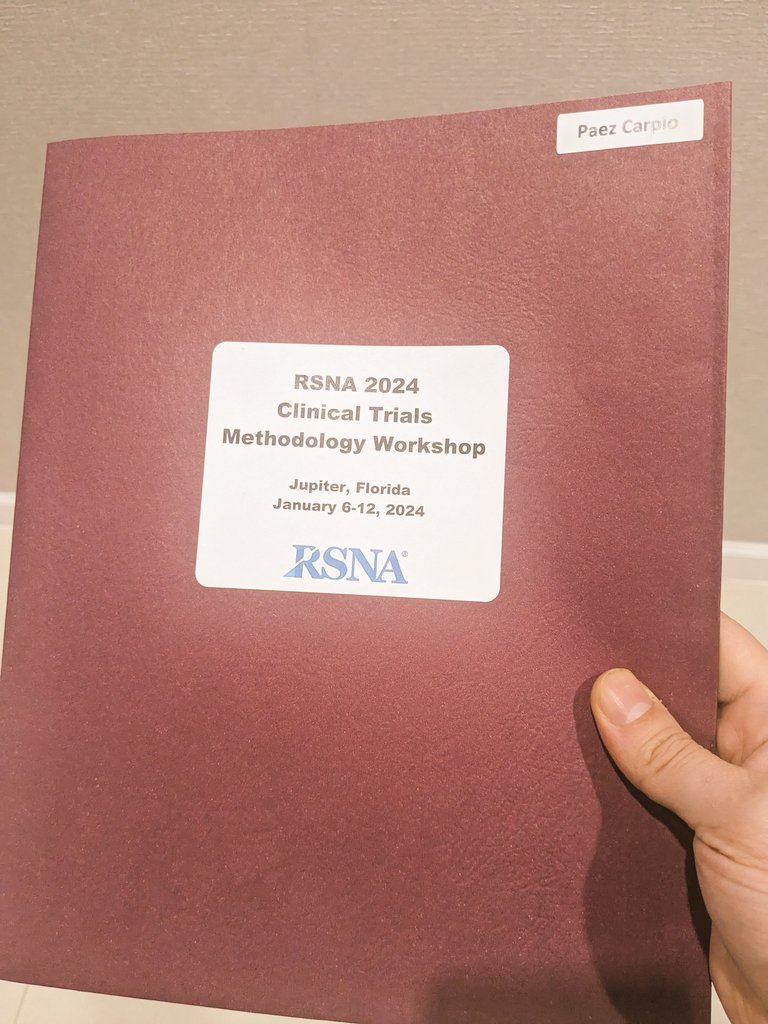 Paez Carpio
RSNA 2024
Clinical Trials
Methodology Workshop
Jupiter, Florida
January 6-12, 2024
RSNA®